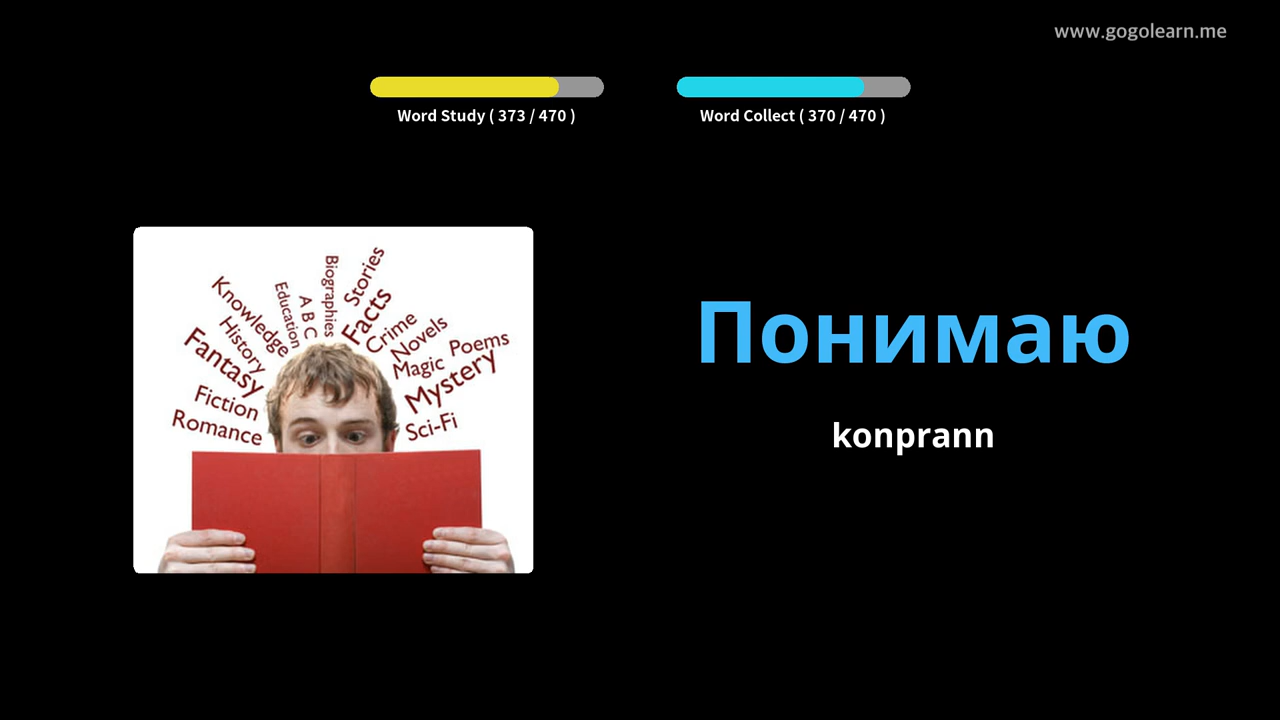 www.gogolearn.me
Word Study ( 373 / 470 )
Word Collect ( 370 / 470 )
Knowledge
History
Fantasy
Fiction
Romance
Education
A B C
Biographies
Stories
Facts
Crime
Novels
Magic
Poems
Mystery
Sci-Fi
Понимаю
konprann